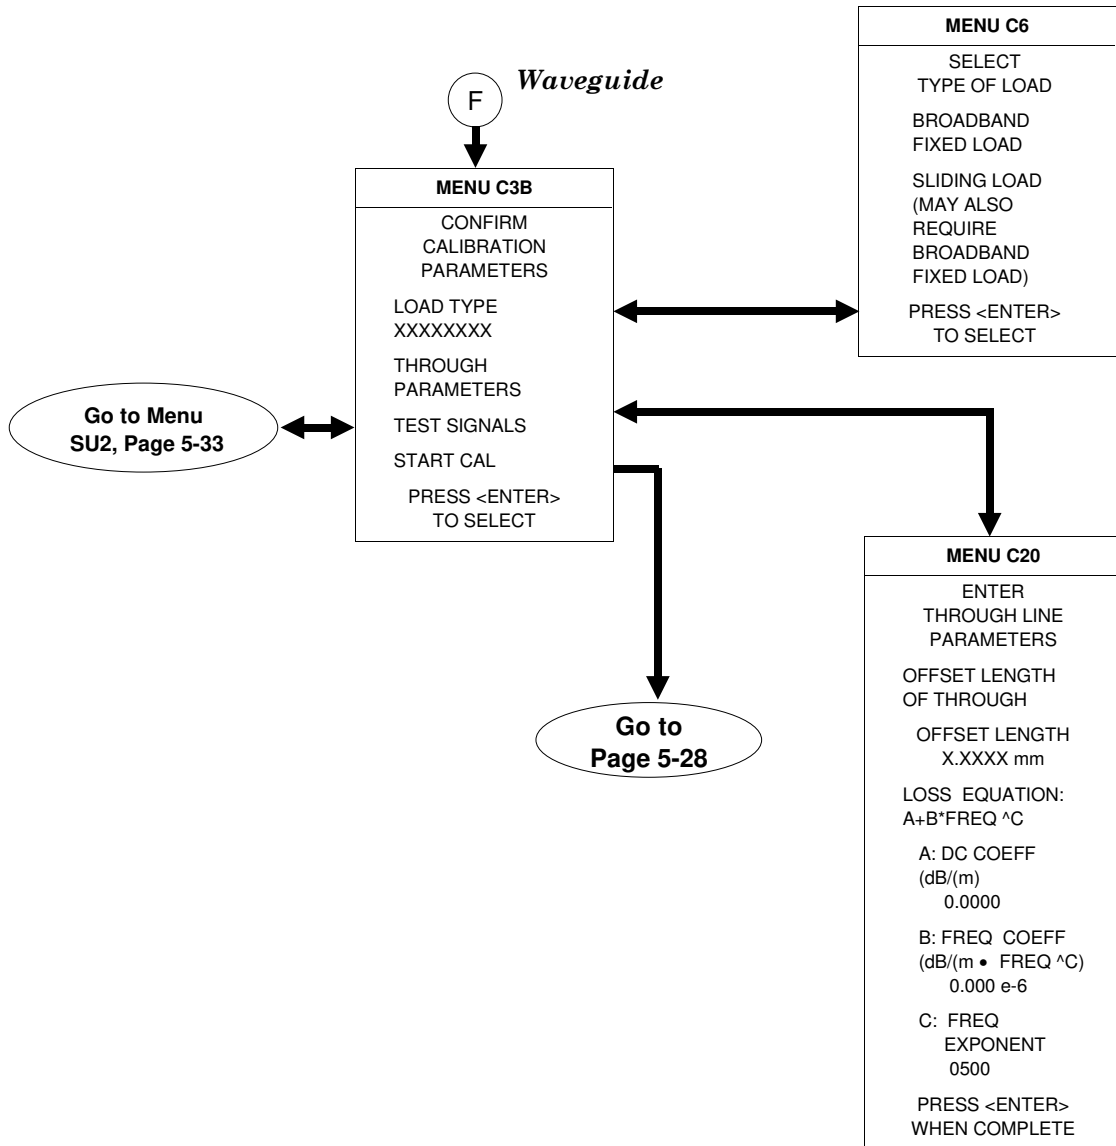 F
Waveguide
MENU C3B
CONFIRM
CALIBRATION
PARAMETERS
LOAD TYPE
XXXXXXXX
THROUGH
PARAMETERS
TEST SIGNALS
START CAL
PRESS <ENTER>
TO SELECT
Go to Menu
SU2, Page 5-33
Go to
Page 5-28
MENU C6
SELECT
TYPE OF LOAD
BROADBAND
FIXED LOAD
SLIDING LOAD
(MAY ALSO
REQUIRE
BROADBAND
FIXED LOAD)
PRESS <ENTER>
TO SELECT
MENU C20
ENTER
THROUGH LINE
PARAMETERS
OFFSET LENGTH
OF THROUGH
OFFSET LENGTH
X.XXXX mm
LOSS EQUATION:
A+B*FREQ ^C
A: DC COEFF
(dB/(m)
0.0000
B: FREQ COEFF
(dB/(m • FREQ ^C)
0.000 e-6
C: FREQ
EXPONENT
0500
PRESS <ENTER>
WHEN COMPLETE